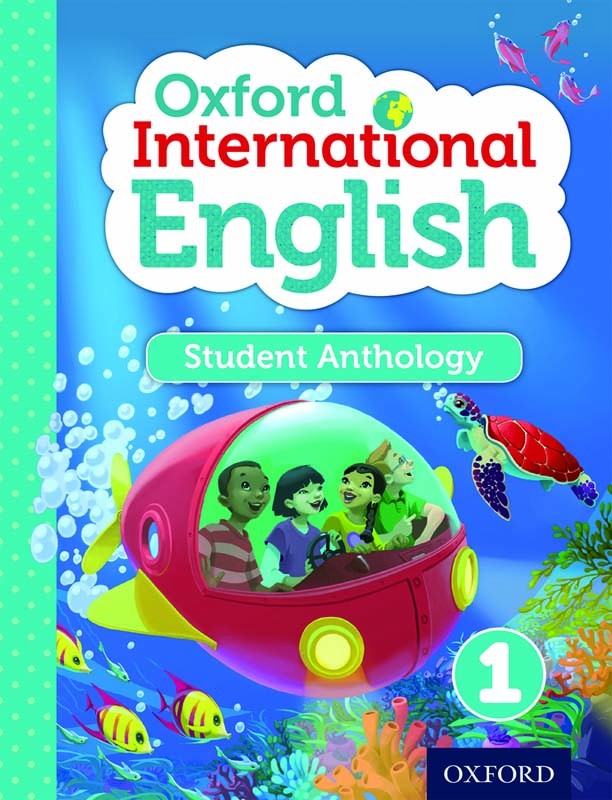 Oxford
International
English
Student Anthology
1
OXFORD